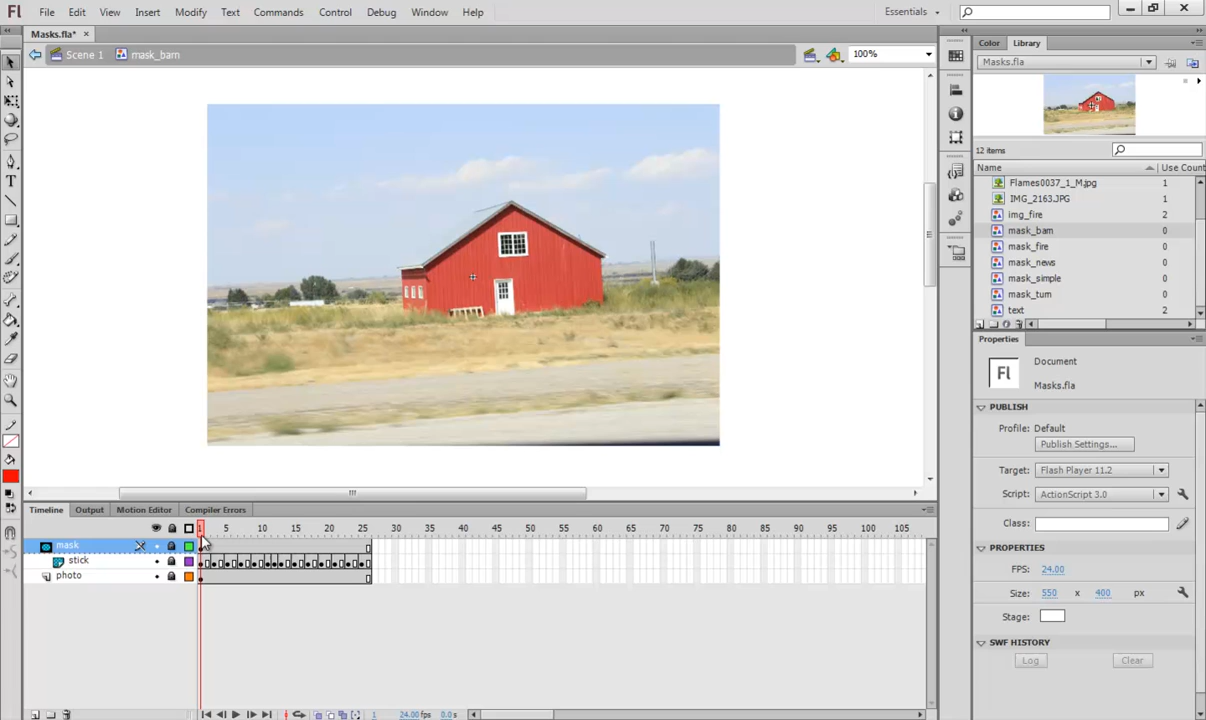 Fl File Edit View Insert Modify Text Commands Control Debug Window Help Essentials
Masks.fla* ×
Scene 1 mask_barn 100%
Color Library
Masks.fla
12 items
Name Use Count
Flames0037_1_M.jpg 1
IMG_2163.JPG 1
img_fire 2
mask_barn 0
mask_fire 0
mask_news 0
mask_simple 0
mask_turn 0
text 2
Properties
Fl Document
Masks.fla
PUBLISH
Profile: Default
Publish Settings...
Target: Flash Player 11.2
Script: ActionScript 3.0
Class:
PROPERTIES
FPS: 24.00
Size: 550 x 400 px
Stage:
SWF HISTORY
Log Clear
Timeline Output Motion Editor Compiler Errors
1 5 10 15 20 25 30 35 40 45 50 55 60 65 70 75 80 85 90 95 100 105
mask
stick
photo
1 24.00 fps 0.0 s